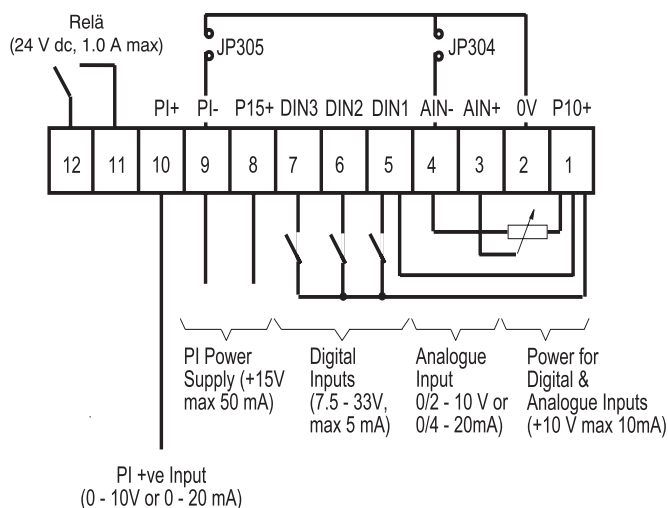 Relä
(24 V dc, 1.0 A max)
JP305
JP304
PI+ PI- P15+ DIN3 DIN2 DIN1 AIN- AIN+ 0V P10+
12 11 10 9 8 7 6 5 4 3 2 1
PI Power
Supply (+15V
max 50 mA)
Digital
Inputs
(7.5 - 33V,
max 5 mA)
Analogue
Input
0/2 - 10 V or
0/4 - 20mA)
Power for
Digital &
Analogue Inputs
(+10 V max 10mA)
PI +ve Input
(0 - 10V or 0 - 20 mA)